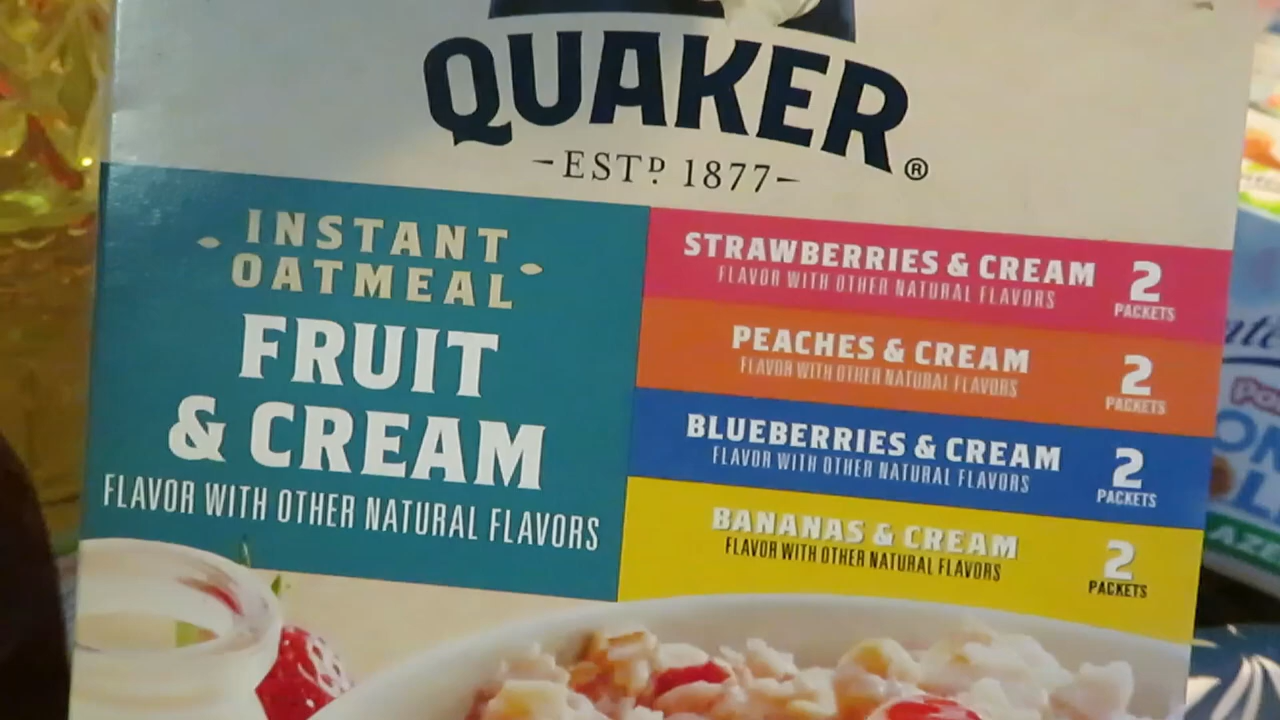 QUAKER®
-ESTD. 1877-
INSTANT
OATMEAL
FRUIT
& CREAM
FLAVOR WITH OTHER NATURAL FLAVORS
STRAWBERRIES & CREAM
FLAVOR WITH OTHER NATURAL FLAVORS
2
PACKETS
PEACHES & CREAM
FLAVOR WITH OTHER NATURAL FLAVORS
2
PACKETS
BLUEBERRIES & CREAM
FLAVOR WITH OTHER NATURAL FLAVORS
2
PACKETS
BANANAS & CREAM
FLAVOR WITH OTHER NATURAL FLAVORS
2
PACKETS